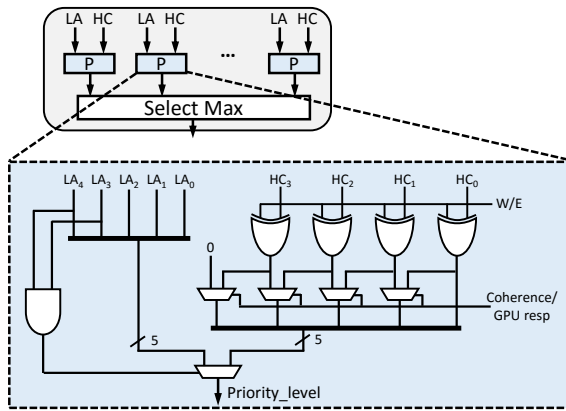 LA HC LA HC LA HC
P P ... P
Select Max
LA4 LA3 LA2 LA1 LA0 HC3 HC2 HC1 HC0
W/E
0
Coherence/
GPU resp
5 5
Priority_level